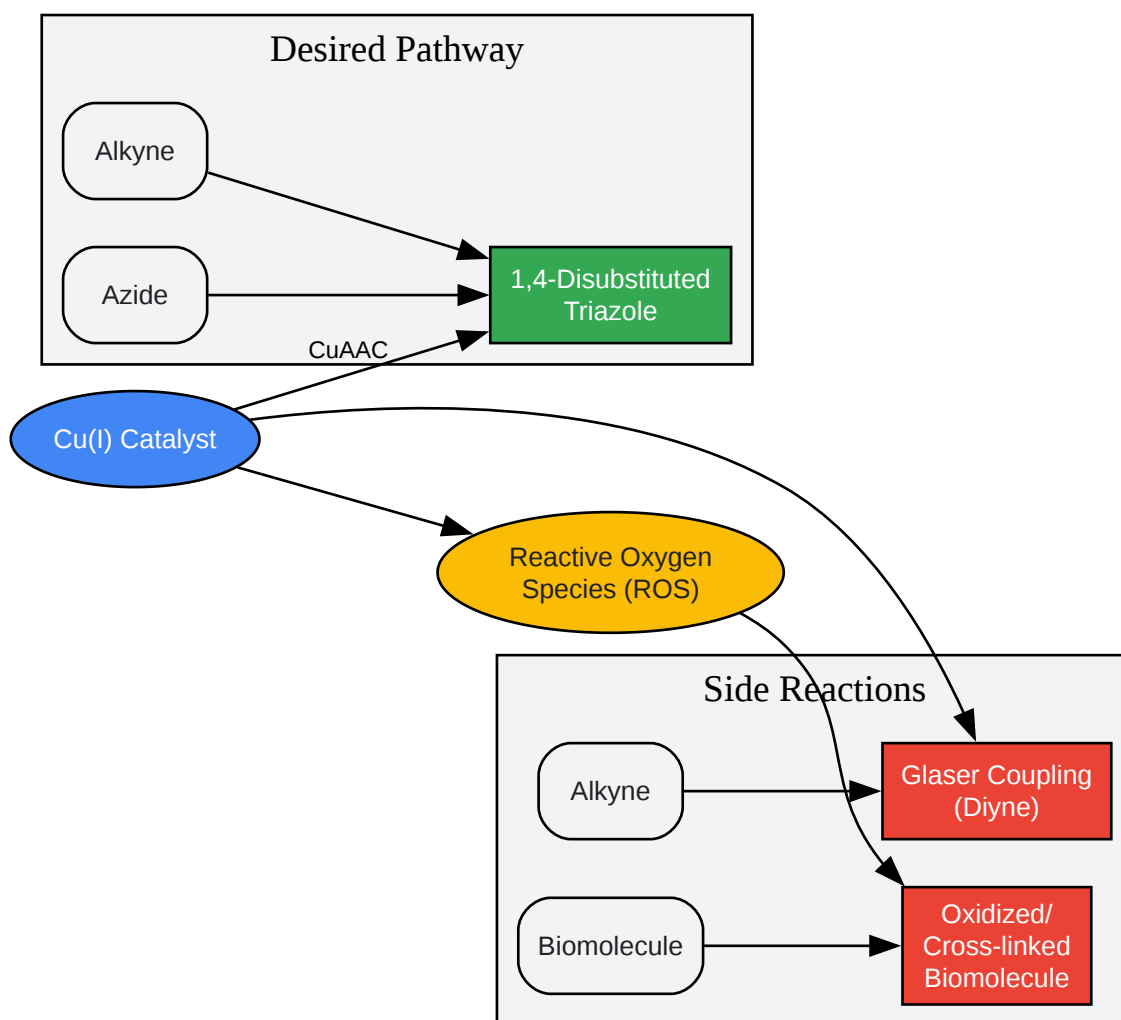 Desired Pathway
Alkyne
Azide
1,4-Disubstituted
Triazole
CuAAC
Cu(I) Catalyst
Reactive Oxygen
Species (ROS)
Side Reactions
Alkyne
Glaser Coupling
(Diyne)
Biomolecule
Oxidized/
Cross-linked
Biomolecule